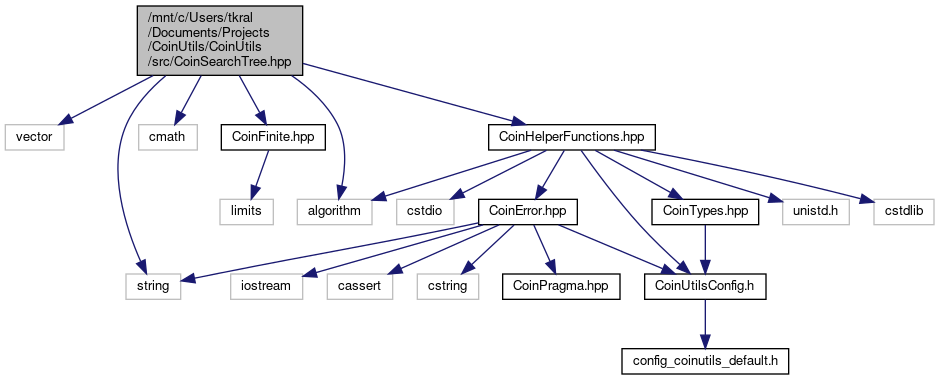 /mnt/c/Users/tkral
/Documents/Projects
/CoinUtils/CoinUtils
/src/CoinSearchTree.hpp
vector
cmath
CoinFinite.hpp
CoinHelperFunctions.hpp
limits
algorithm
cstdio
CoinError.hpp
CoinTypes.hpp
unistd.h
cstdlib
string
iostream
cassert
cstring
CoinPragma.hpp
CoinUtilsConfig.h
config_coinutils_default.h